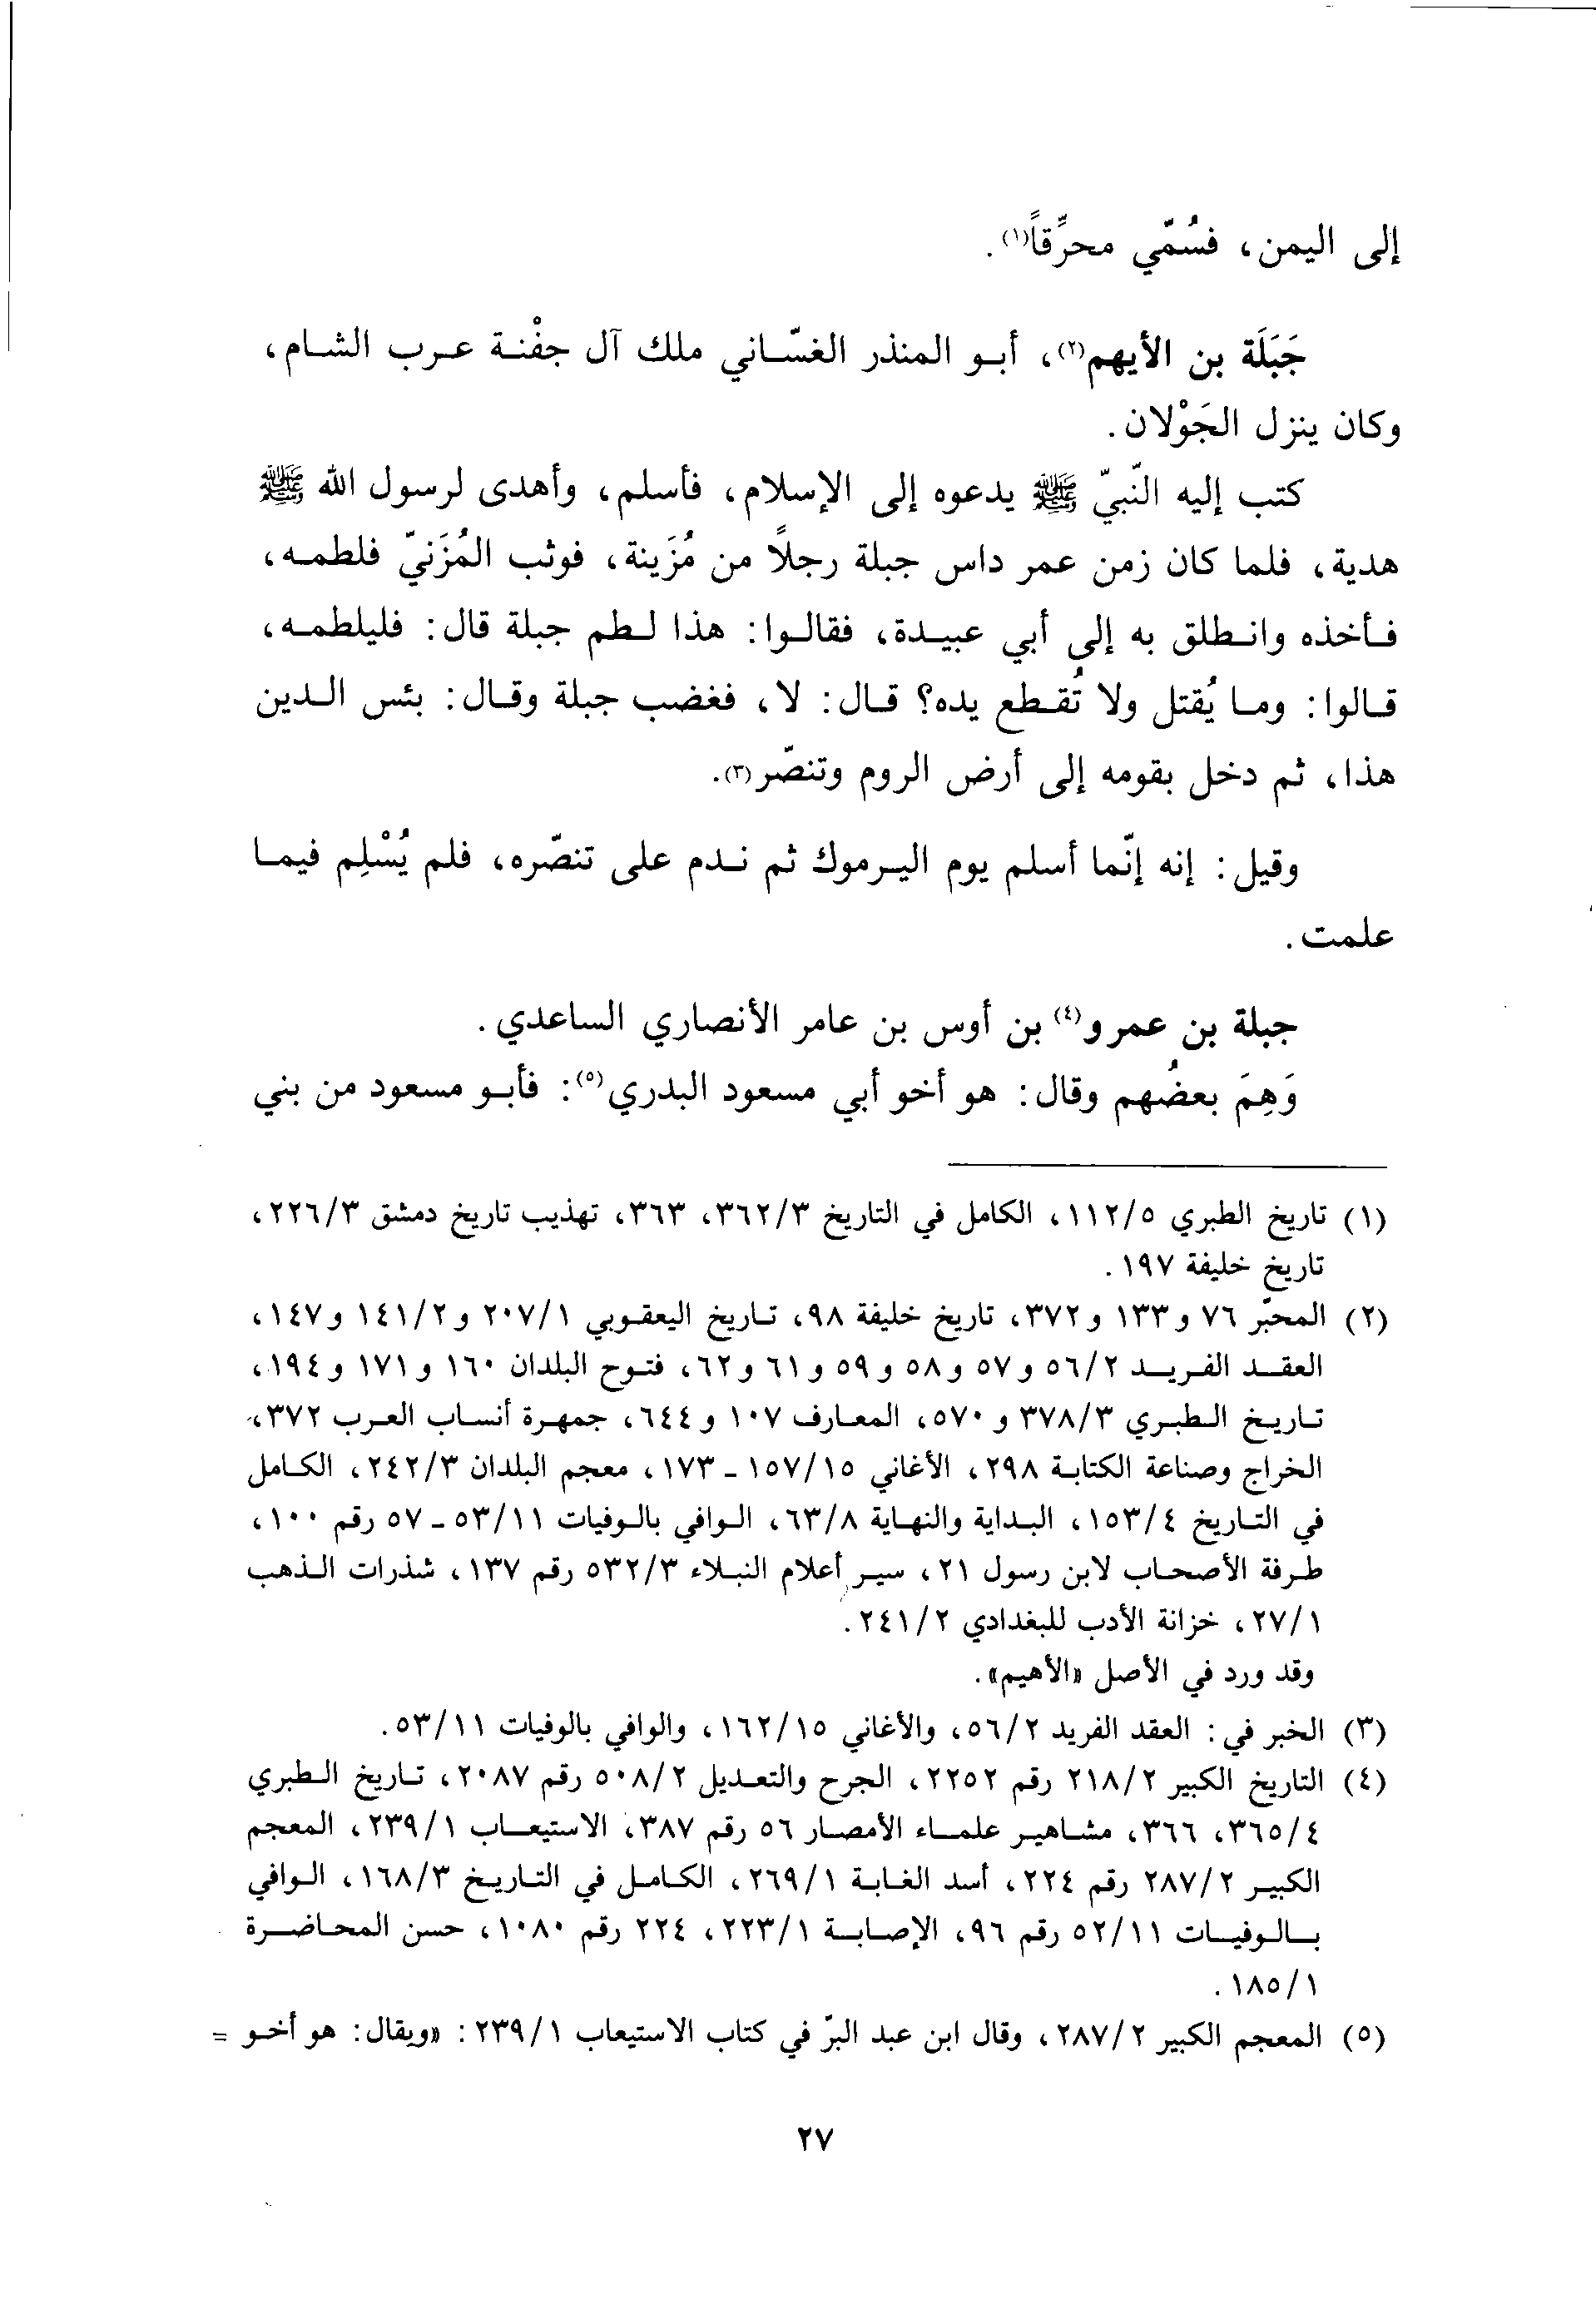 إلى اليمن، فسُمّي محرِّقاً(١).
جَبَلَة بن الأيهم(٢)، أبو المنذر الغسّاني ملك آل جفْنة عرب الشام،
وكان ينزل الجَوْلان.
كتب إليه النّبيّ ﷺ يدعوه إلى الإسلام، فأسلم، وأهدى لرسول الله ﷺ
هدية، فلما كان زمن عمر داس جبلة رجلاً من مُزَينة، فوثب المُزَنيّ فلطمه،
فأخذه وانطلق به إلى أبي عبيدة، فقالوا: هذا لطم جبلة قال: فليلطمه،
قالوا: وما يُقتل ولا تُقطع يده؟ قال: لا، فغضب جبلة وقال: بئس الدين
هذا، ثم دخل بقومه إلى أرض الروم وتنصّر(٣).
وقيل: إنه إنّما أسلم يوم اليرموك ثم ندم على تنصّره، فلم يُسْلِم فيما
علمت.
جبلة بن عمرو(٤) بن أوس بن عامر الأنصاري الساعدي.
وَهِمَ بعضُهم وقال: هو أخو أبي مسعود البدري(٥): فأبو مسعود من بني
(١) تاريخ الطبري ١١٢/٥، الكامل في التاريخ ٣٦٢/٣، ٣٦٣، تهذيب تاريخ دمشق ٢٢٦/٣،
تاريخ خليفة ١٩٧.
(٢) المحبّر ٧٦ و١٣٣ و٣٧٢، تاريخ خليفة ٩٨، تاريخ اليعقوبي ٢٠٧/١ و١٤١/٢ و١٤٧،
العقد الفريد ٥٦/٢ و٥٧ و٥٨ و٥٩ و٦١ و٦٢، فتوح البلدان ١٦٠ و١٧١ و١٩٤،
تاريخ الطبري ٣٧٨/٣ و٥٧٠، المعارف ١٠٧ و٦٤٤، جمهرة أنساب العرب ٣٧٢،
الخراج وصناعة الكتابة ٢٩٨، الأغاني ١٥٧/١٥ - ١٧٣، معجم البلدان ٢٤٢/٣، الكامل
في التاريخ ١٥٣/٤، البداية والنهاية ٦٣/٨، الوافي بالوفيات ٥٣/١١ - ٥٧ رقم ١٠٠،
طرفة الأصحاب لابن رسول ٢١، سير أعلام النبلاء ٥٣٢/٣ رقم ١٣٧، شذرات الذهب
٢٧/١، خزانة الأدب للبغدادي ٢٤١/٢.
وقد ورد في الأصل «الأهيم».
(٣) الخبر في: العقد الفريد ٥٦/٢، والأغاني ١٦٢/١٥، والوافي بالوفيات ٥٣/١١.
(٤) التاريخ الكبير ٢١٨/٢ رقم ٢٢٥٢، الجرح والتعديل ٥٠٨/٢ رقم ٢٠٨٧، تاريخ الطبري
٣٦٥/٤، ٣٦٦، مشاهير علماء الأمصار ٥٦ رقم ٣٨٧، الاستيعاب ٢٣٩/١، المعجم
الكبير ٢٨٧/٢ رقم ٢٢٤، أسد الغابة ٢٦٩/١، الكامل في التاريخ ١٦٨/٣، الوافي
بالوفيات ٥٢/١١ رقم ٩٦، الإصابة ٢٢٣/١، ٢٢٤ رقم ١٠٨٠، حسن المحاضرة
١٨٥/١.
(٥) المعجم الكبير ٢٨٧/٢، وقال ابن عبد البرّ في كتاب الاستيعاب ٢٣٩/١: «ويقال: هو أخو =
٢٧